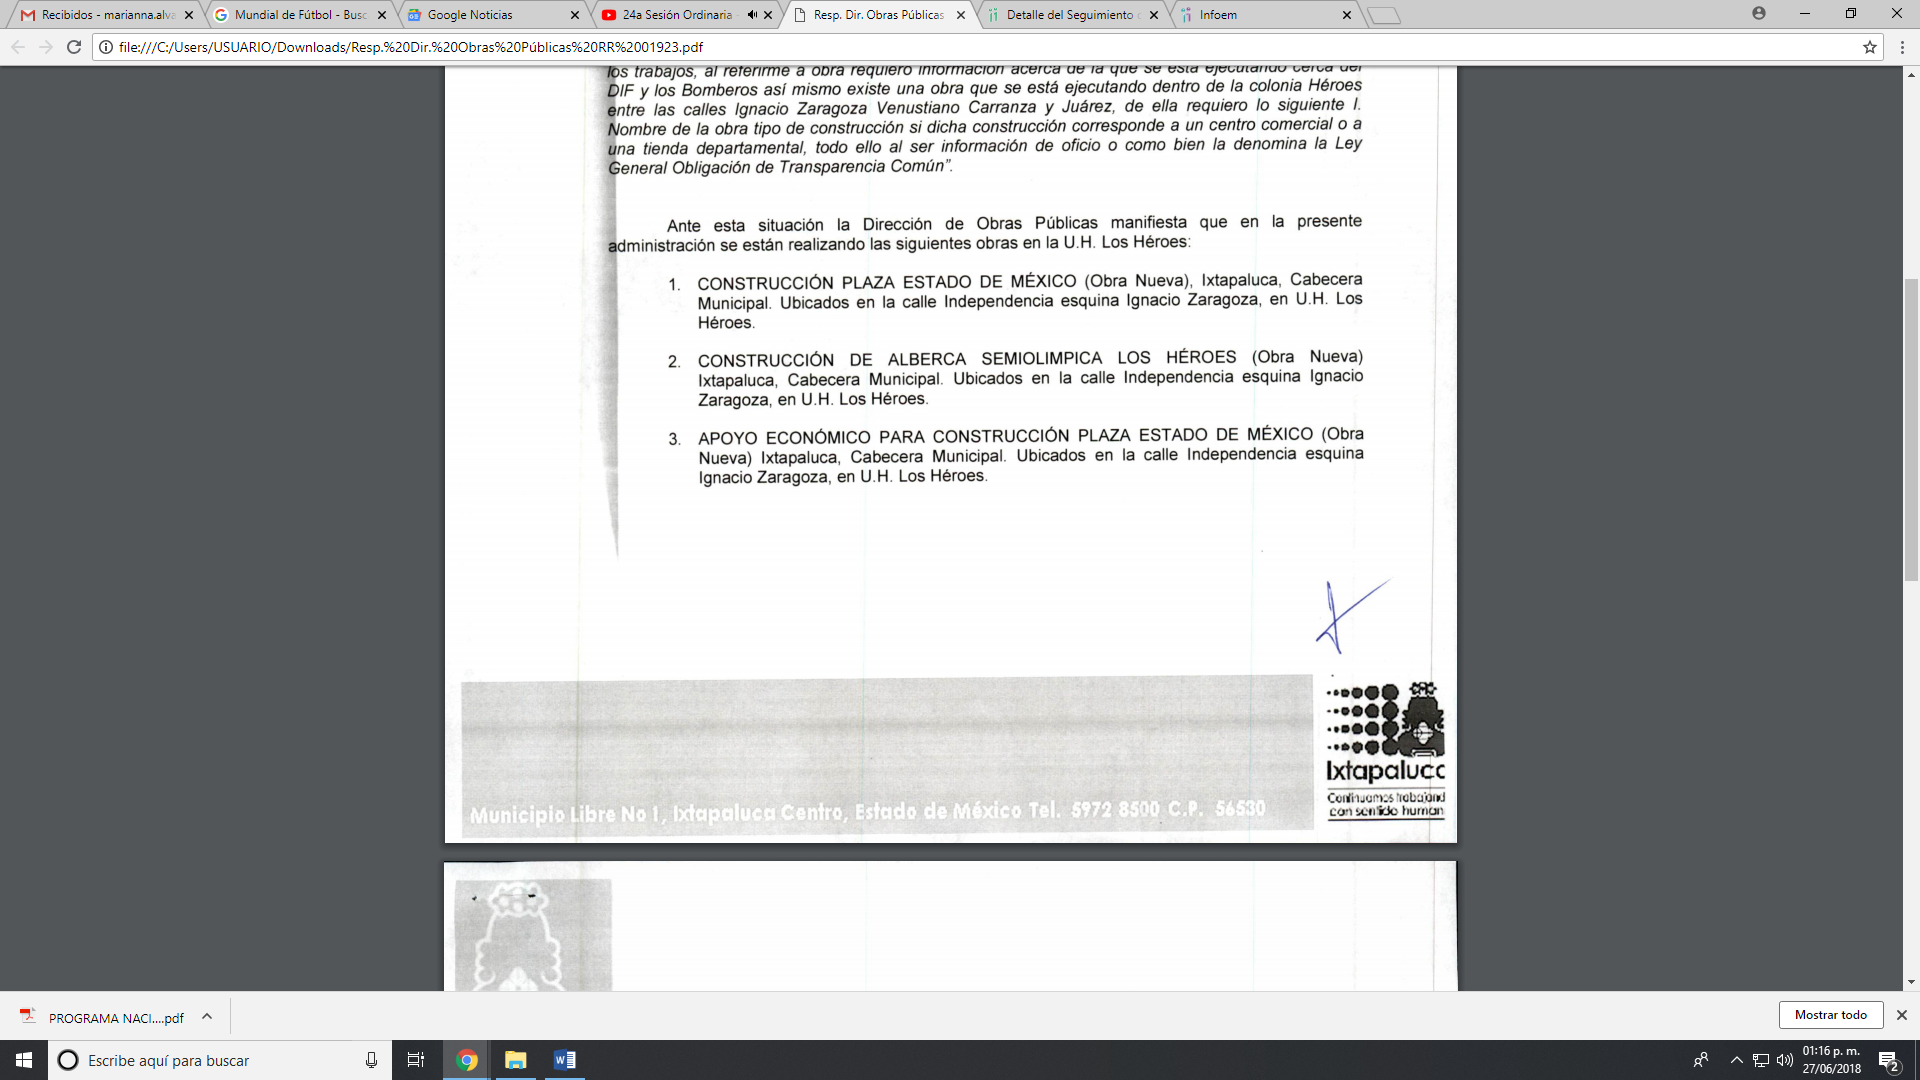 Recibidos - marianna.alva
Mundial de Fútbol - Busc
Google Noticias
24a Sesión Ordinaria
Resp. Dir. Obras Públicas
Detalle del Seguimiento
Infoem
file:///C:/Users/USUARIO/Downloads/Resp.%20Dir.%20Obras%20Públicas%20RR%2001923.pdf
los trabajos, al referirme a obra requiero información acerca de la que se está ejecutando cerca del
DIF y los Bomberos así mismo existe una obra que se está ejecutando dentro de la colonia Héroes
entre las calles Ignacio Zaragoza Venustiano Carranza y Juárez, de ella requiero lo siguiente I.
Nombre de la obra tipo de construcción si dicha construcción corresponde a un centro comercial o a
una tienda departamental, todo ello al ser información de oficio o como bien la denomina la Ley
General Obligación de Transparencia Común".
Ante esta situación la Dirección de Obras Públicas manifiesta que en la presente
administración se están realizando las siguientes obras en la U.H. Los Héroes:
1. CONSTRUCCIÓN PLAZA ESTADO DE MÉXICO (Obra Nueva), Ixtapaluca, Cabecera
Municipal. Ubicados en la calle Independencia esquina Ignacio Zaragoza, en U.H. Los
Héroes.
2. CONSTRUCCIÓN DE ALBERCA SEMIOLIMPICA LOS HÉROES (Obra Nueva)
Ixtapaluca, Cabecera Municipal. Ubicados en la calle Independencia esquina Ignacio
Zaragoza, en U.H. Los Héroes.
3. APOYO ECONÓMICO PARA CONSTRUCCIÓN PLAZA ESTADO DE MÉXICO (Obra
Nueva) Ixtapaluca, Cabecera Municipal. Ubicados en la calle Independencia esquina
Ignacio Zaragoza, en U.H. Los Héroes.
Ixtapaluca
Continuamos trabajand
con sentido human
Municipio Libre No 1, Ixtapaluca Centro, Estado de México Tel. 5972 8500 C.P. 56530
PROGRAMA NACI....pdf
Mostrar todo
Escribe aquí para buscar
01:16 p. m.
27/06/2018
2